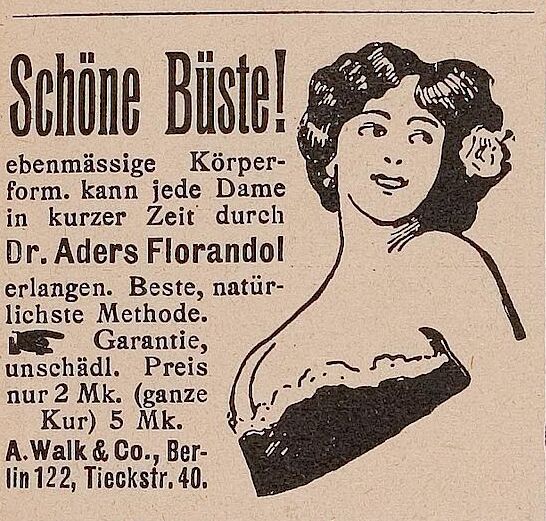 Schöne Büste!
ebenmässige Körper-
form. kann jede Dame
in kurzer Zeit durch
Dr. Aders Florandol
erlangen. Beste, natür-
lichste Methode.
☛ Garantie,
unschädl. Preis
nur 2 Mk. (ganze
Kur) 5 Mk.
A. Walk & Co., Ber-
lin 122, Tieckstr. 40.